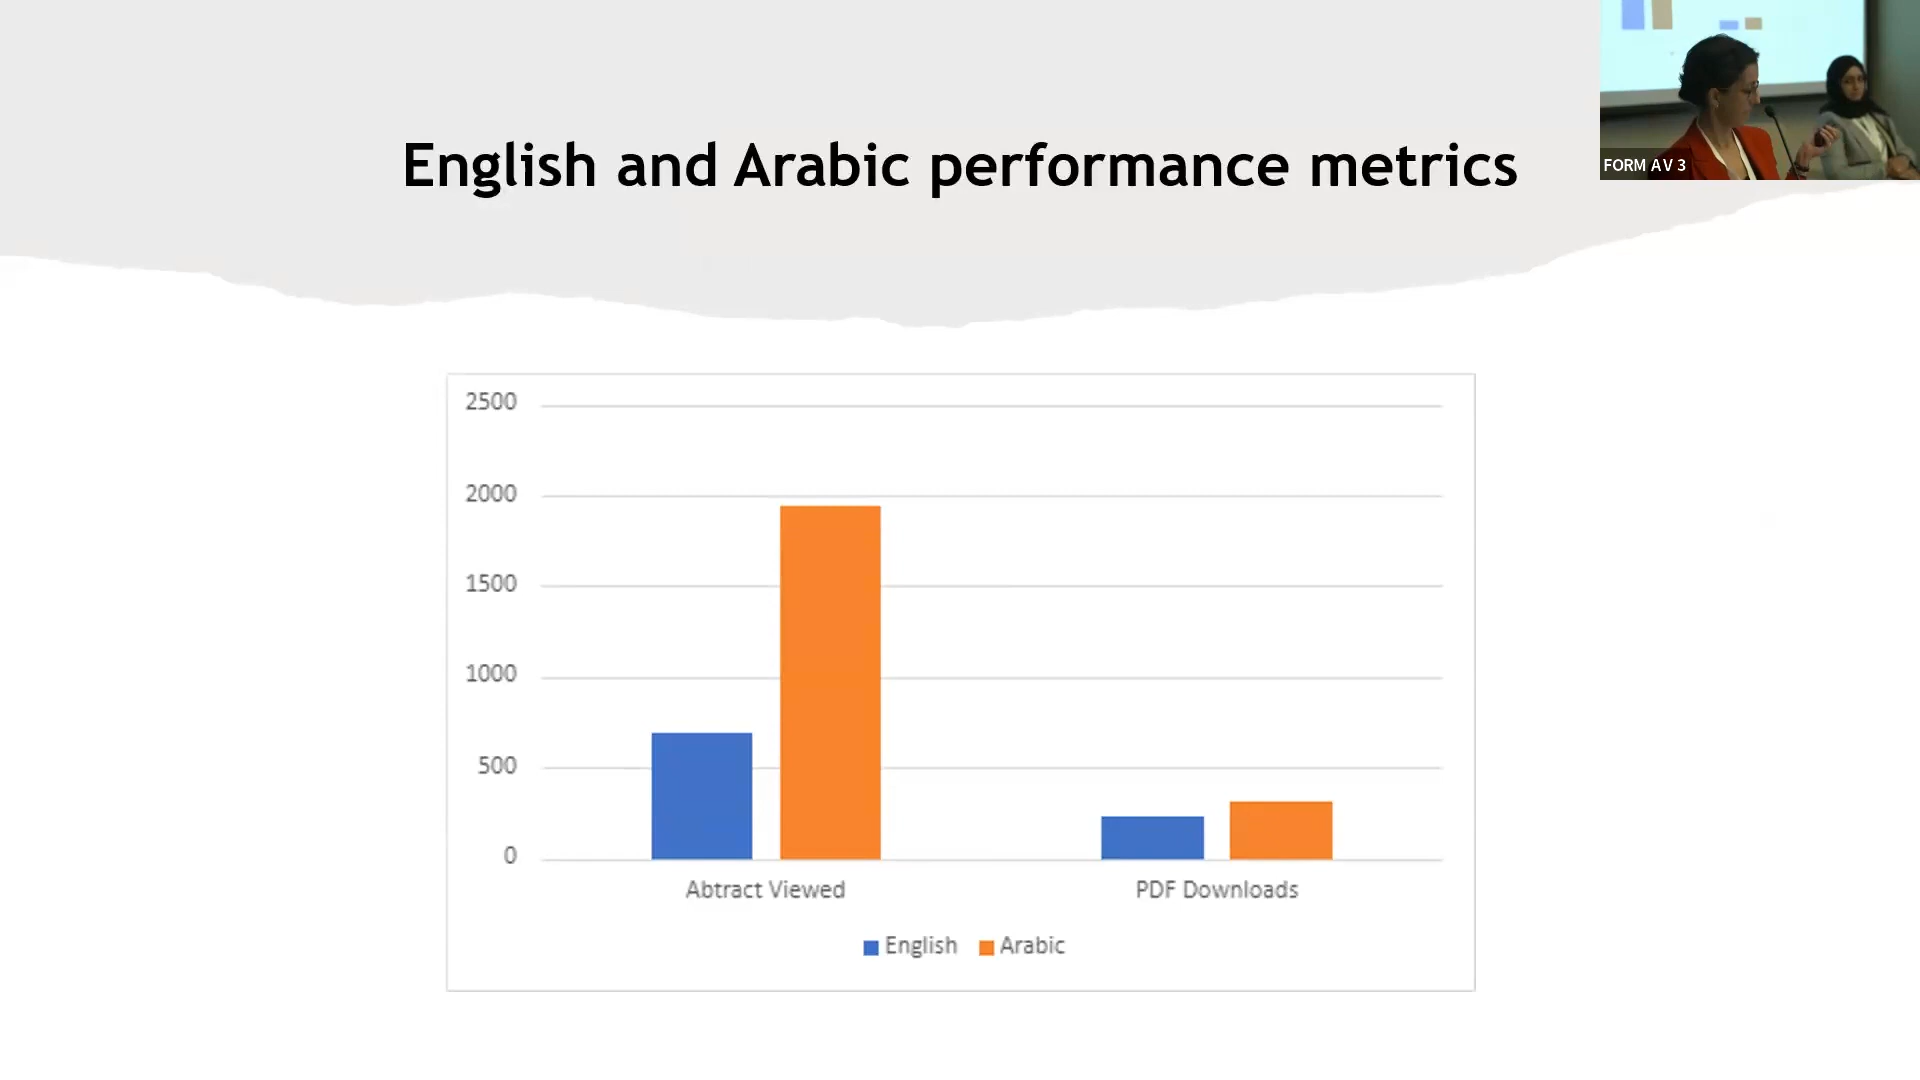 English and Arabic performance metrics
FORM AV 3
2500
2000
1500
1000
500
0
Abtract Viewed
PDF Downloads
English
Arabic